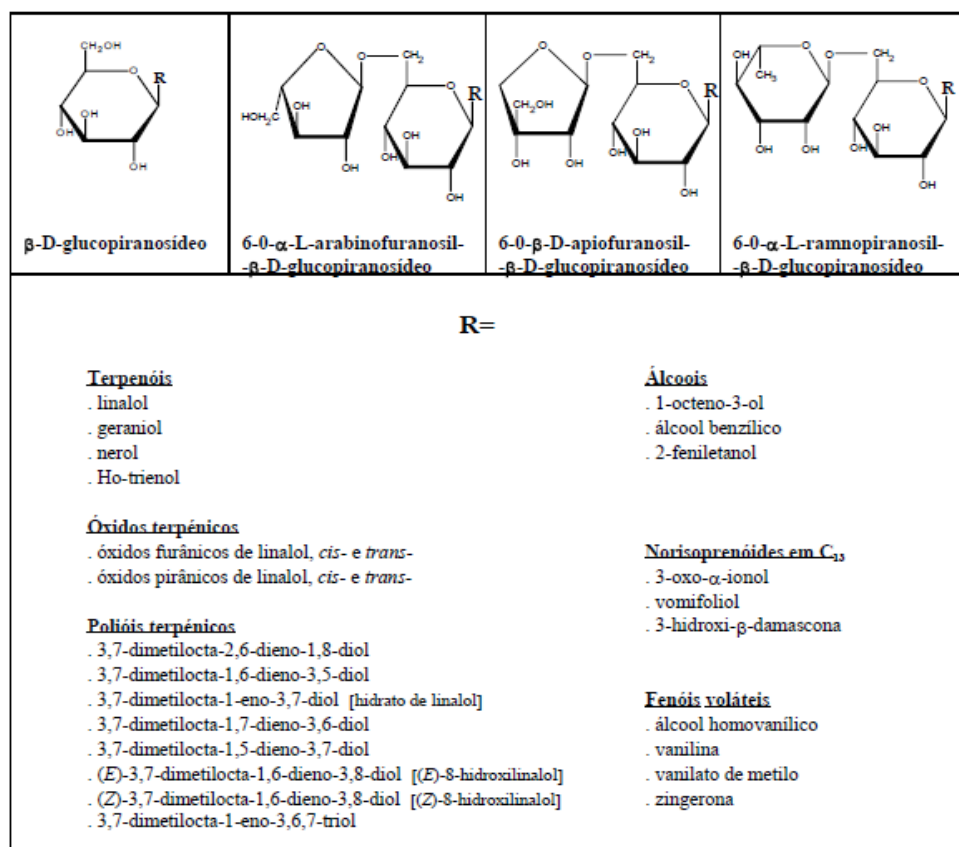 CH₂OH
O
R
OH
OH
OH
OH
β-D-glucopiranosídeo
O
O
CH₂
O
R
HOH₂C
OH
OH
OH
OH
OH
6-0-α-L-arabinofuranosil-
-β-D-glucopiranosídeo
O
O
CH₂
O
R
CH₂OH
OH
OH
OH
OH
OH
6-0-β-D-apiofuranosil-
-β-D-glucopiranosídeo
OH
O
O
CH₂
CH₃
O
R
OH
OH
OH
OH
OH
6-0-α-L-ramnopiranosil-
-β-D-glucopiranosídeo
R=
Terpenóis
. linalol
. geraniol
. nerol
. Ho-trienol
Óxidos terpénicos
. óxidos furânicos de linalol, cis- e trans-
. óxidos pirânicos de linalol, cis- e trans-
Polióis terpénicos
. 3,7-dimetilocta-2,6-dieno-1,8-diol
. 3,7-dimetilocta-1,6-dieno-3,5-diol
. 3,7-dimetilocta-1-eno-3,7-diol [hidrato de linalol]
. 3,7-dimetilocta-1,7-dieno-3,6-diol
. 3,7-dimetilocta-1,5-dieno-3,7-diol
. (E)-3,7-dimetilocta-1,6-dieno-3,8-diol [(E)-8-hidroxilinalol]
. (Z)-3,7-dimetilocta-1,6-dieno-3,8-diol [(Z)-8-hidroxilinalol]
. 3,7-dimetilocta-1-eno-3,6,7-triol
Álcoois
. 1-octeno-3-ol
. álcool benzílico
. 2-feniletanol
Norisoprenóides em C₁₃
. 3-oxo-α-ionol
. vomifoliol
. 3-hidroxi-β-damascona
Fenóis voláteis
. álcool homovanílico
. vanilina
. vanilato de metilo
. zingerona